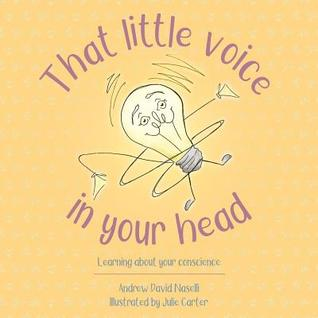 That little voice
in your head
Learning about your conscience
Andrew David Naselli
Illustrated by Julie Carter